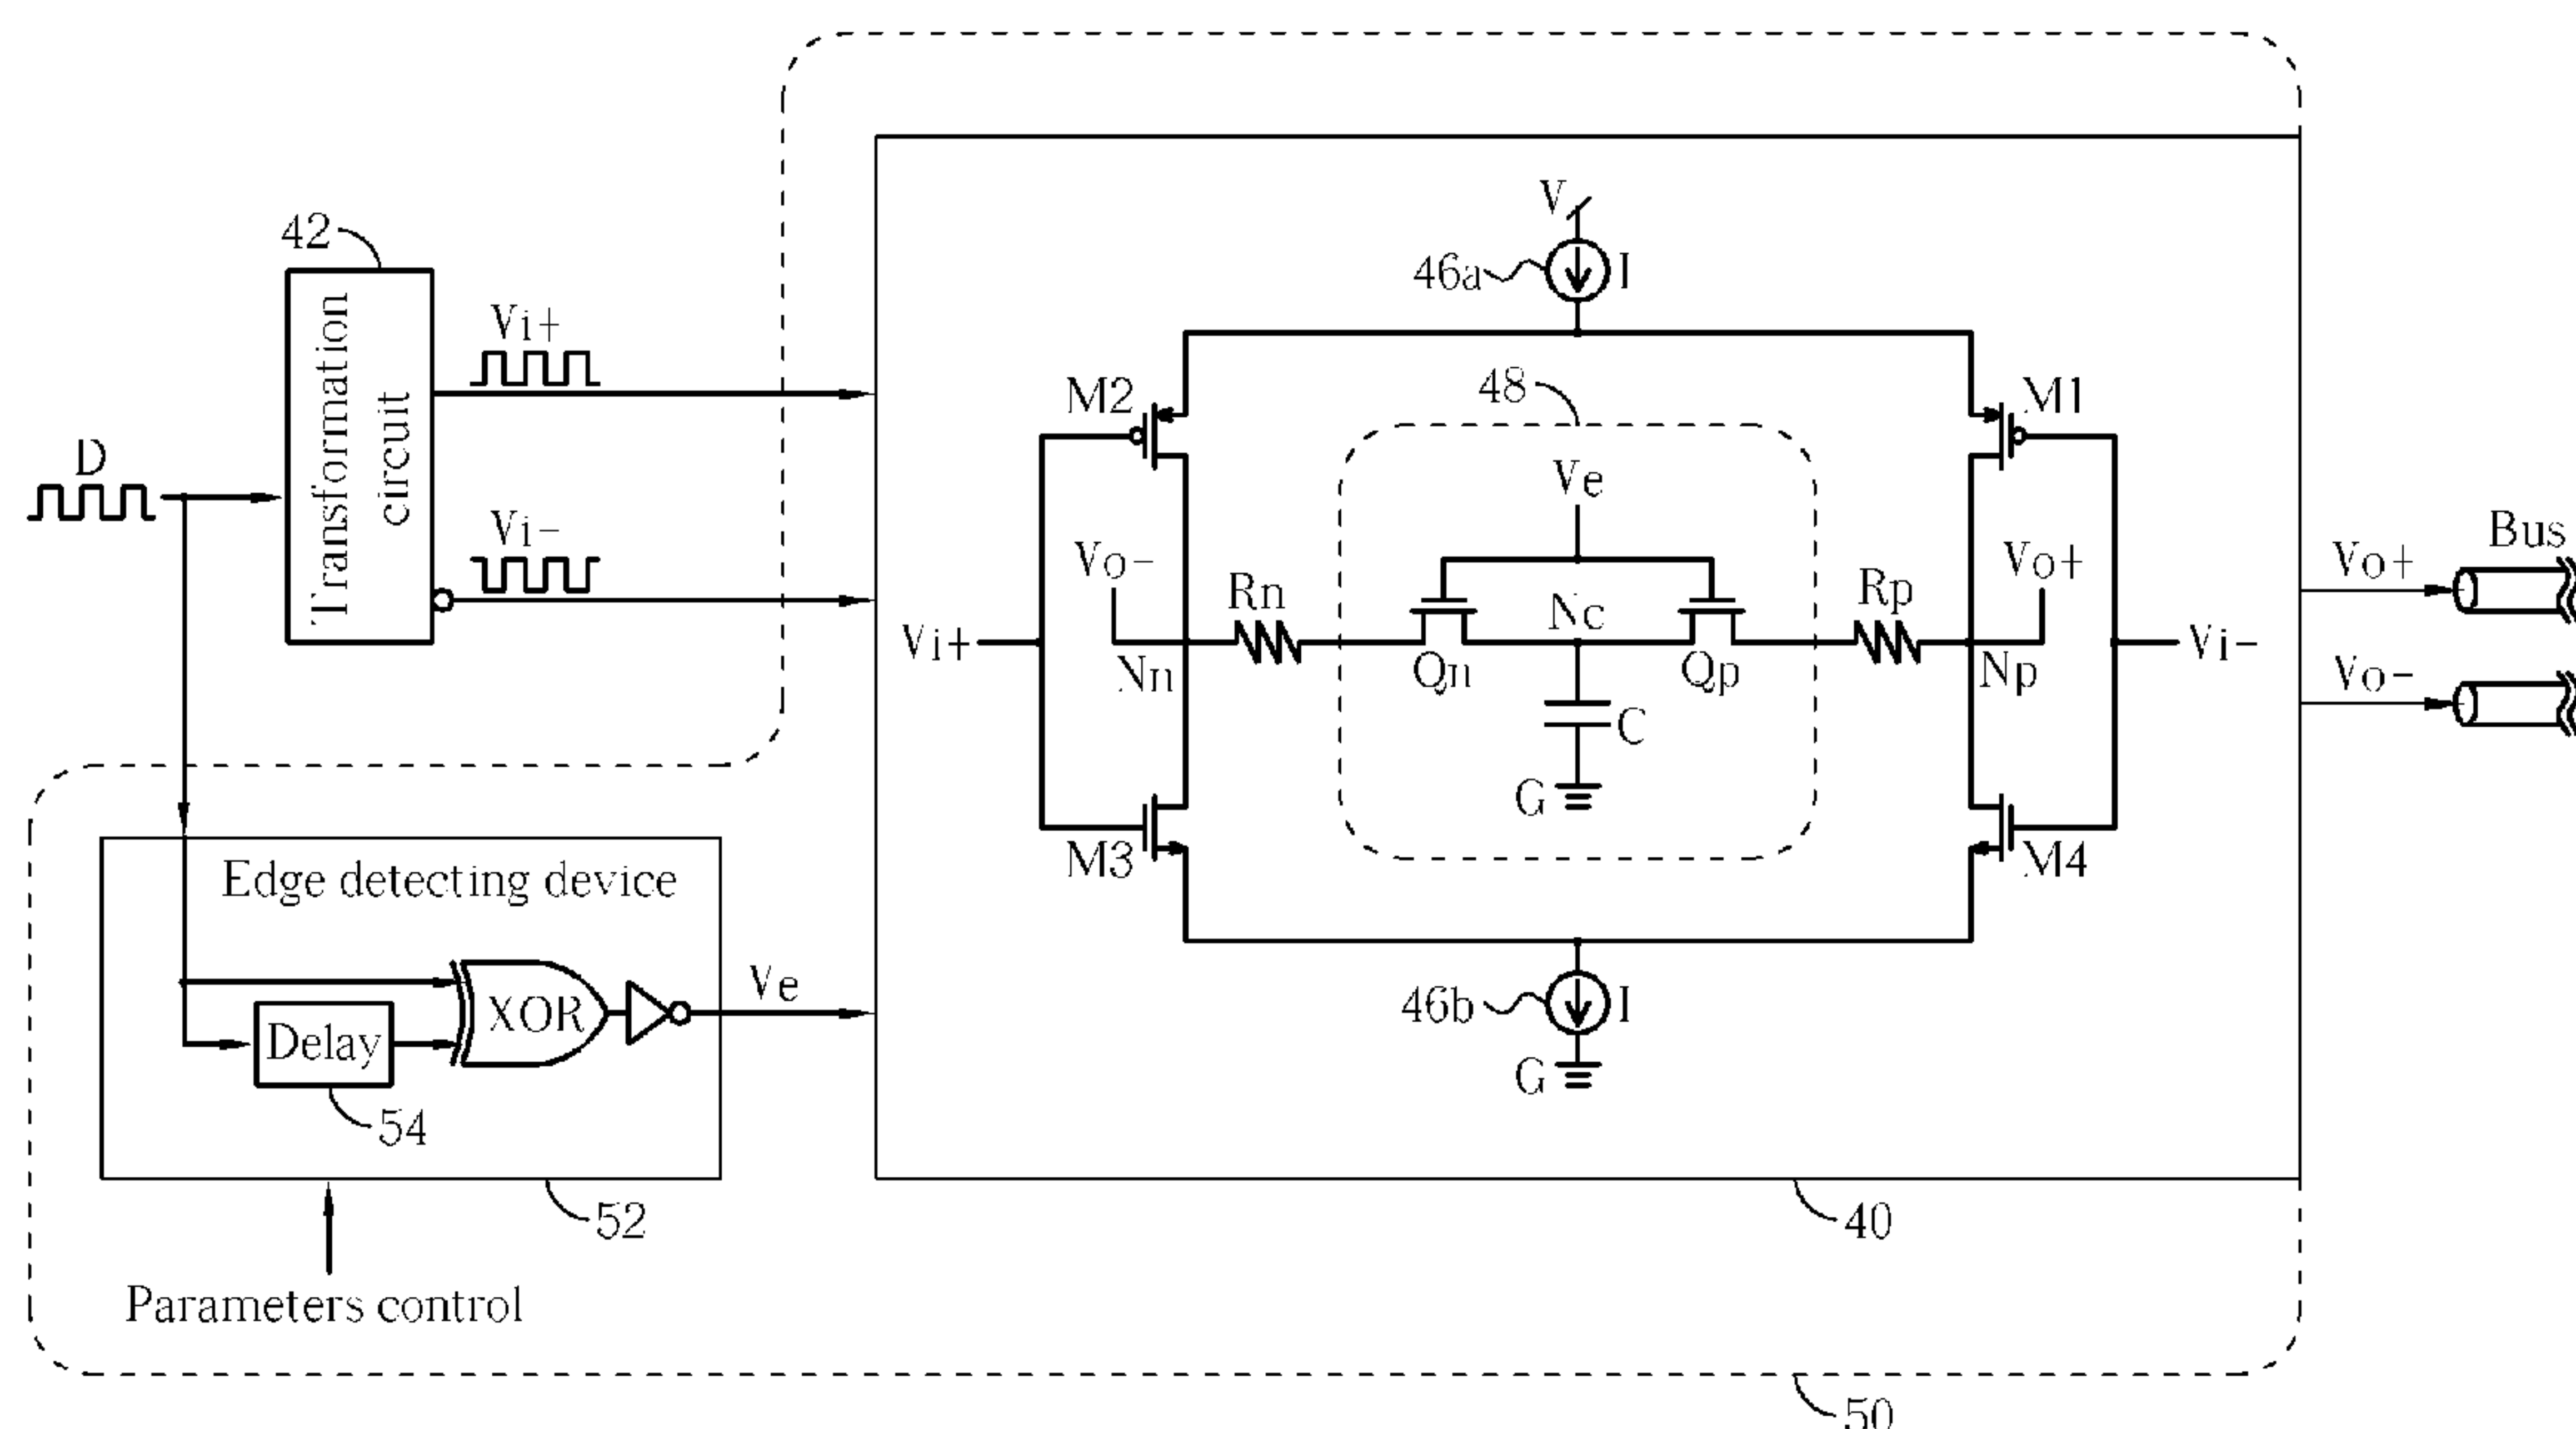 V
46a
I
42
Transformation
circuit
Vi+
Vi-
D
M2
M1
48
Ve
Vo-
Vo+
Rn
Nc
Rp
Vi+
Nn
Qn
Qp
Np
Vi-
C
G
M3
M4
46b
I
G
Bus
Vo+
Vo-
Edge detecting device
XOR
Delay
54
Ve
52
40
Parameters control
50